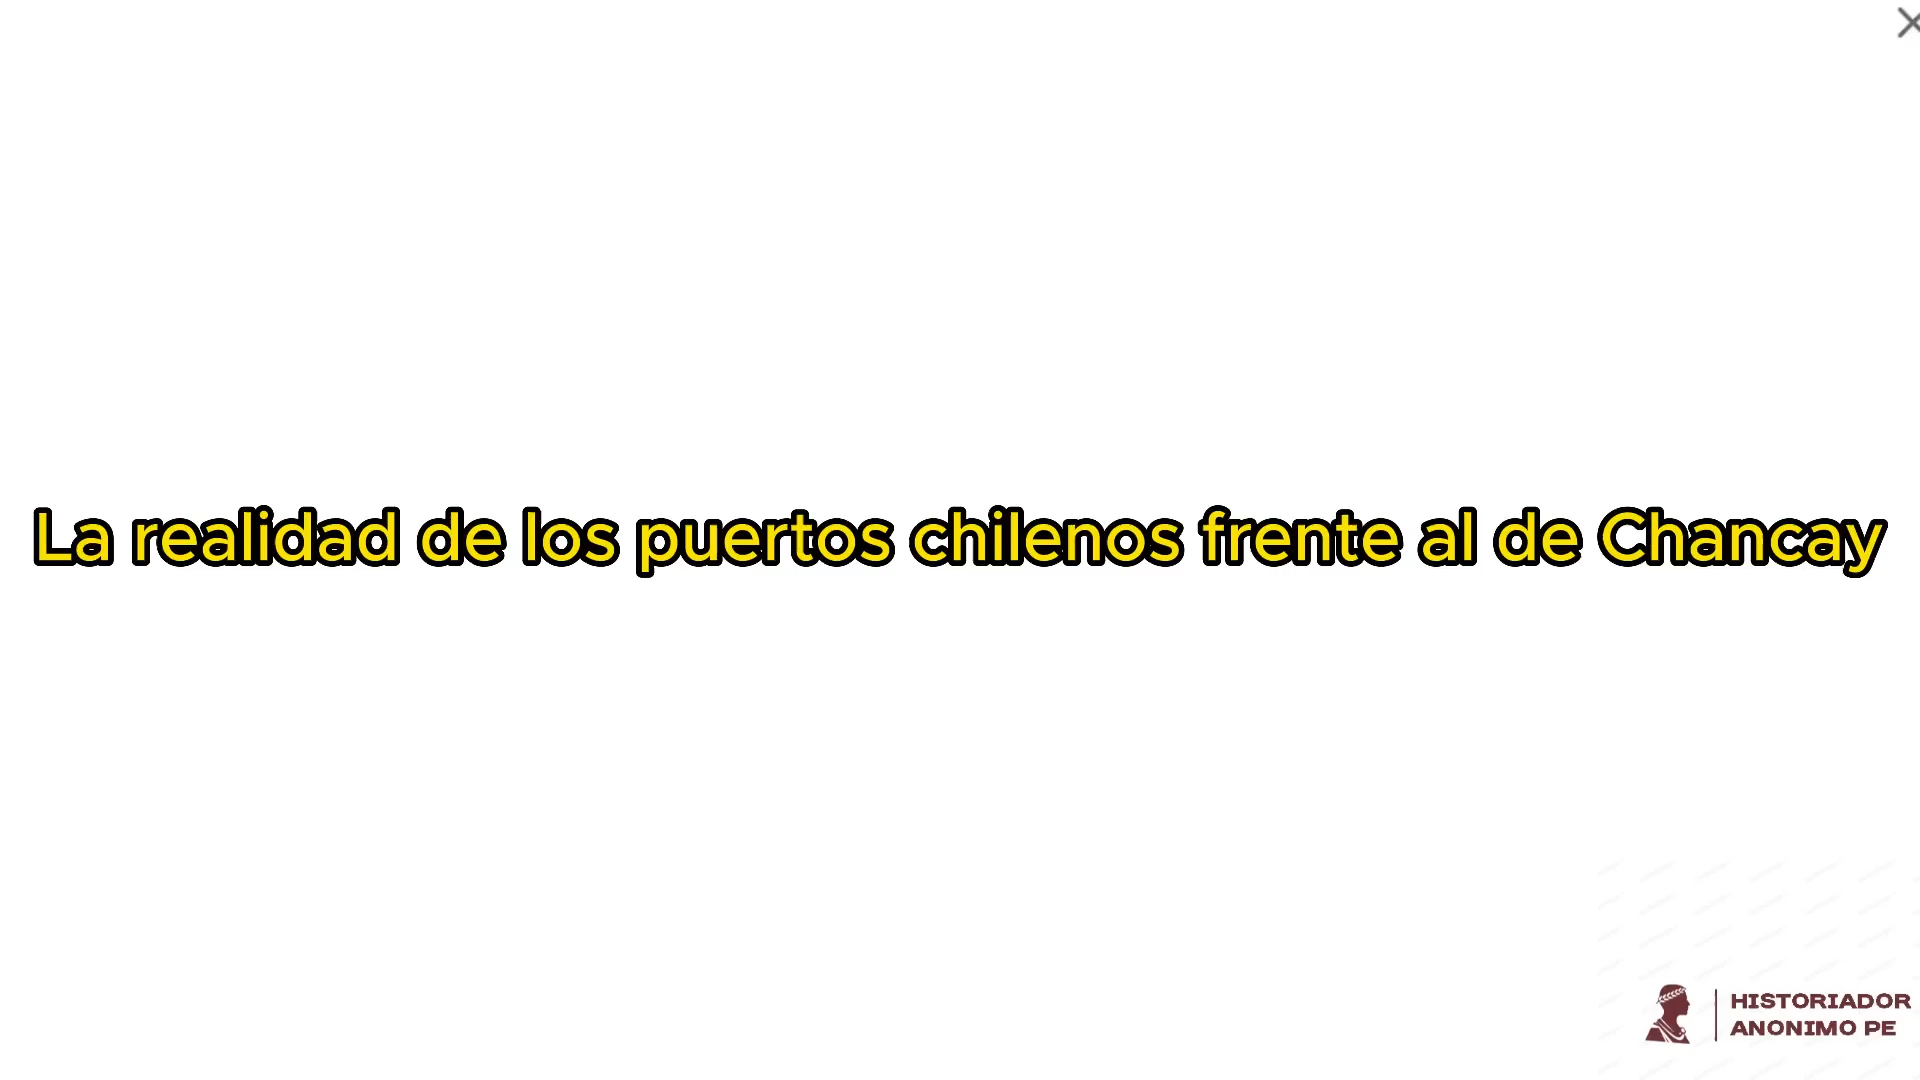 La realidad de los puertos chilenos frente al de Chancay
HISTORIADOR
ANONIMO PE